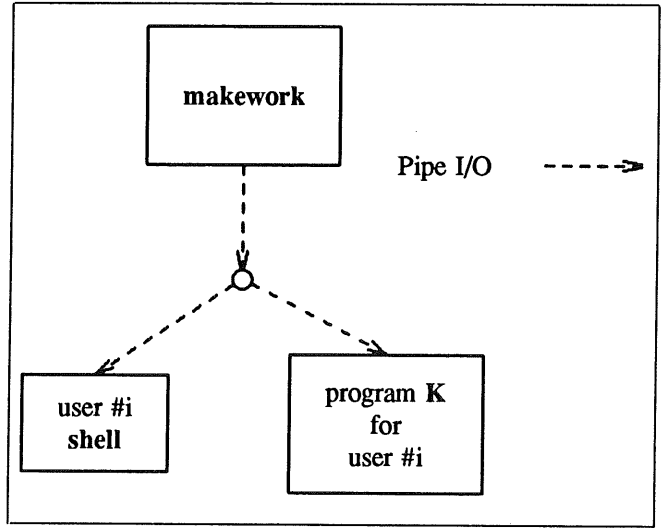 makework
Pipe I/O
user #i
shell
program K
for
user #i